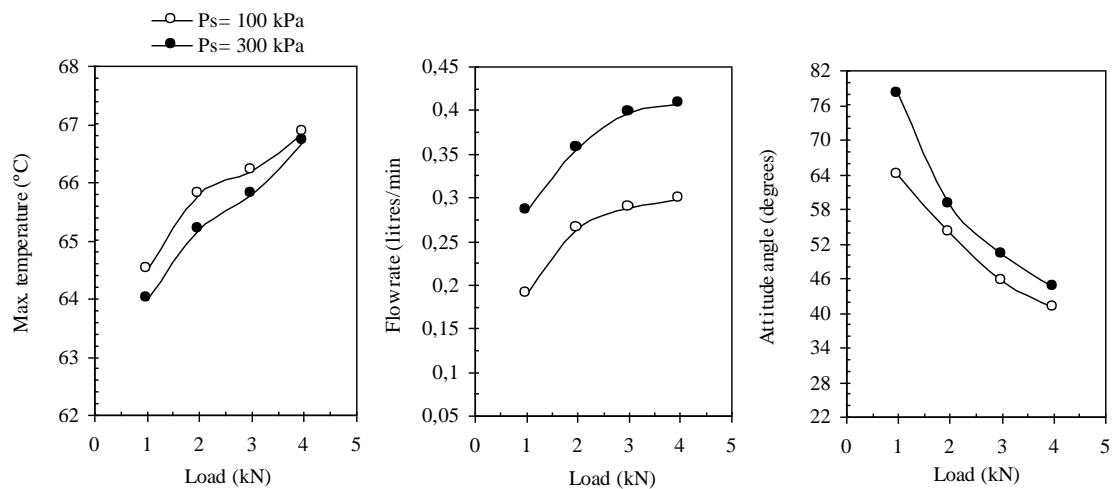 Ps= 100 kPa
Ps= 300 kPa
68
67
66
65
64
63
62
Max. temperature (°C)
0 1 2 3 4 5
Load (kN)
0,45
0,4
0,35
0,3
0,25
0,2
0,15
0,1
0,05
Flowrate (litres/min
0 1 2 3 4 5
Load (kN)
82
76
70
64
58
52
46
40
34
28
22
Attitude angle (degrees)
0 1 2 3 4 5
Load (kN)